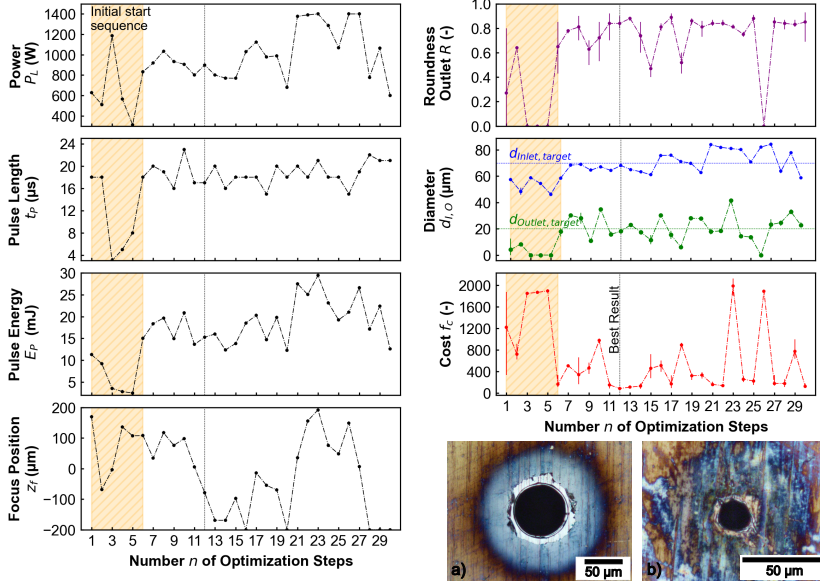 Initial start
sequence
Power
P_L (W)
1400
1200
1000
800
600
400
Pulse Length
t_P (µs)
24
20
16
12
8
4
Pulse Energy
E_P (mJ)
30
25
20
15
10
5
Focus Position
z_f (µm)
200
100
0
−100
−200
1 3 5 7 9 11 13 15 17 19 21 23 25 27 29
Number n of Optimization Steps
Roundness
Outlet R (-)
1.0
0.8
0.6
0.4
0.2
0.0
Diameter
d_I,O (µm)
80
60
40
20
0
d_Inlet,target
d_Outlet,target
Cost f_c (-)
2000
1600
1200
800
400
0
Best Result
1 3 5 7 9 11 13 15 17 19 21 23 25 27 29
Number n of Optimization Steps
a)
50 µm
b)
50 µm